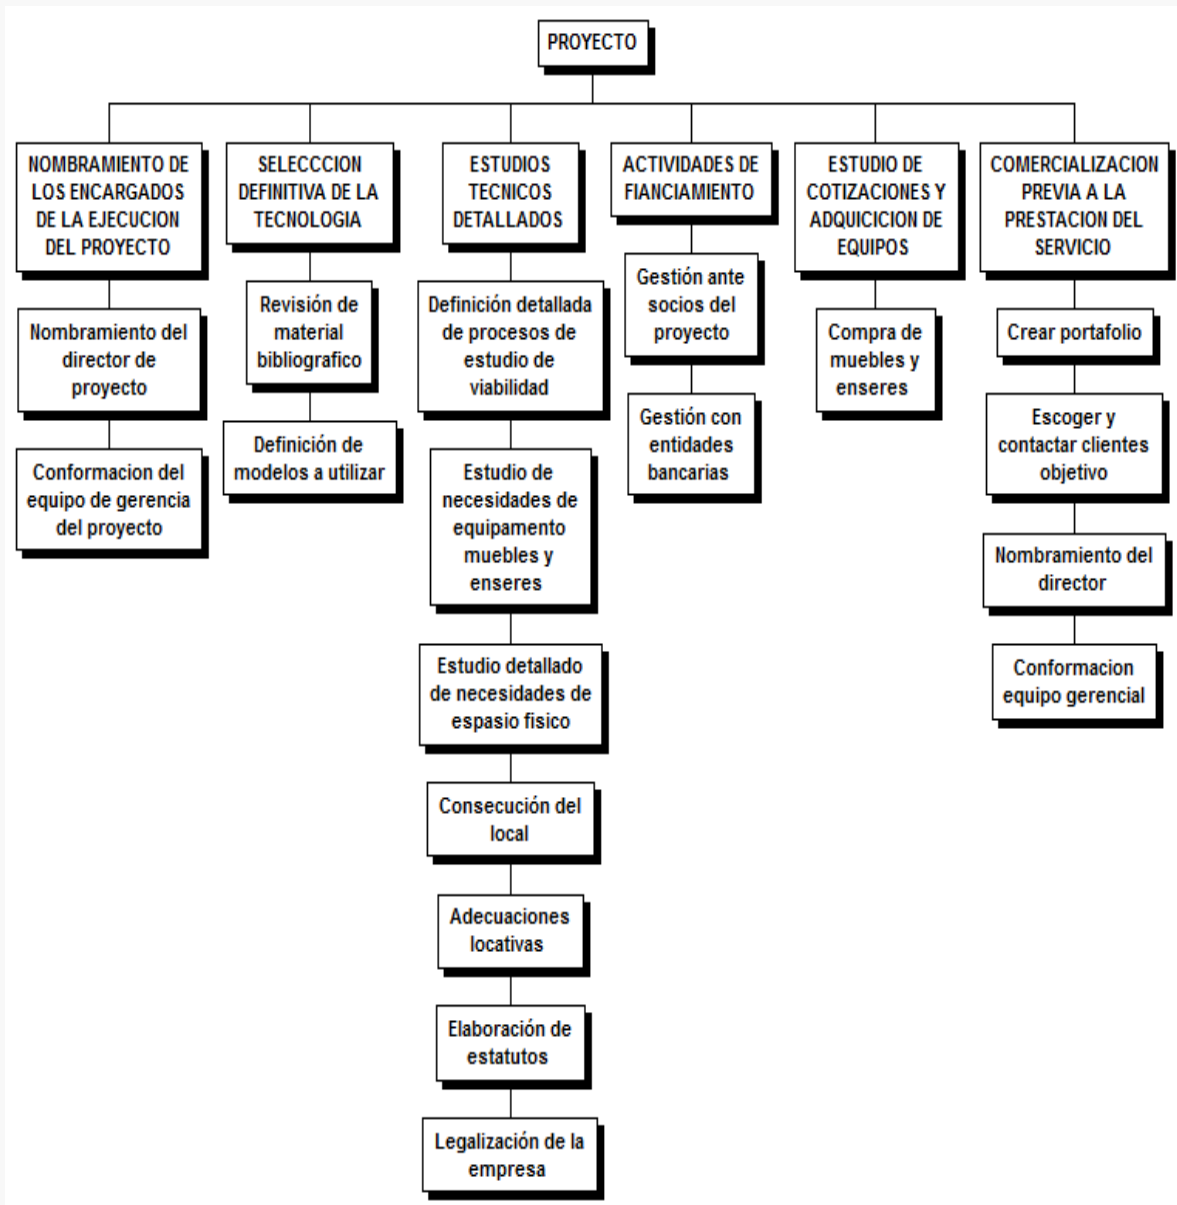 PROYECTO
NOMBRAMIENTO DE
LOS ENCARGADOS
DE LA EJECUCION
DEL PROYECTO
Nombramiento del
director de
proyecto
Conformacion del
equipo de gerencia
del proyecto
SELECCCION
DEFINITIVA DE LA
TECNOLOGIA
Revisión de
material
bibliografico
Definición de
modelos a utilizar
ESTUDIOS
TECNICOS
DETALLADOS
Definición detallada
de procesos de
estudio de
viabilidad
Estudio de
necesidades de
equipamento
muebles y
enseres
Estudio detallado
de necesidades de
espasio fisico
Consecución del
local
Adecuaciones
locativas
Elaboración de
estatutos
Legalización de la
empresa
ACTIVIDADES DE
FIANCIAMIENTO
Gestión ante
socios del
proyecto
Gestión con
entidades
bancarias
ESTUDIO DE
COTIZACIONES Y
ADQUICICION DE
EQUIPOS
Compra de
muebles y
enseres
COMERCIALIZACION
PREVIA A LA
PRESTACION DEL
SERVICIO
Crear portafolio
Escoger y
contactar clientes
objetivo
Nombramiento del
director
Conformacion
equipo gerencial